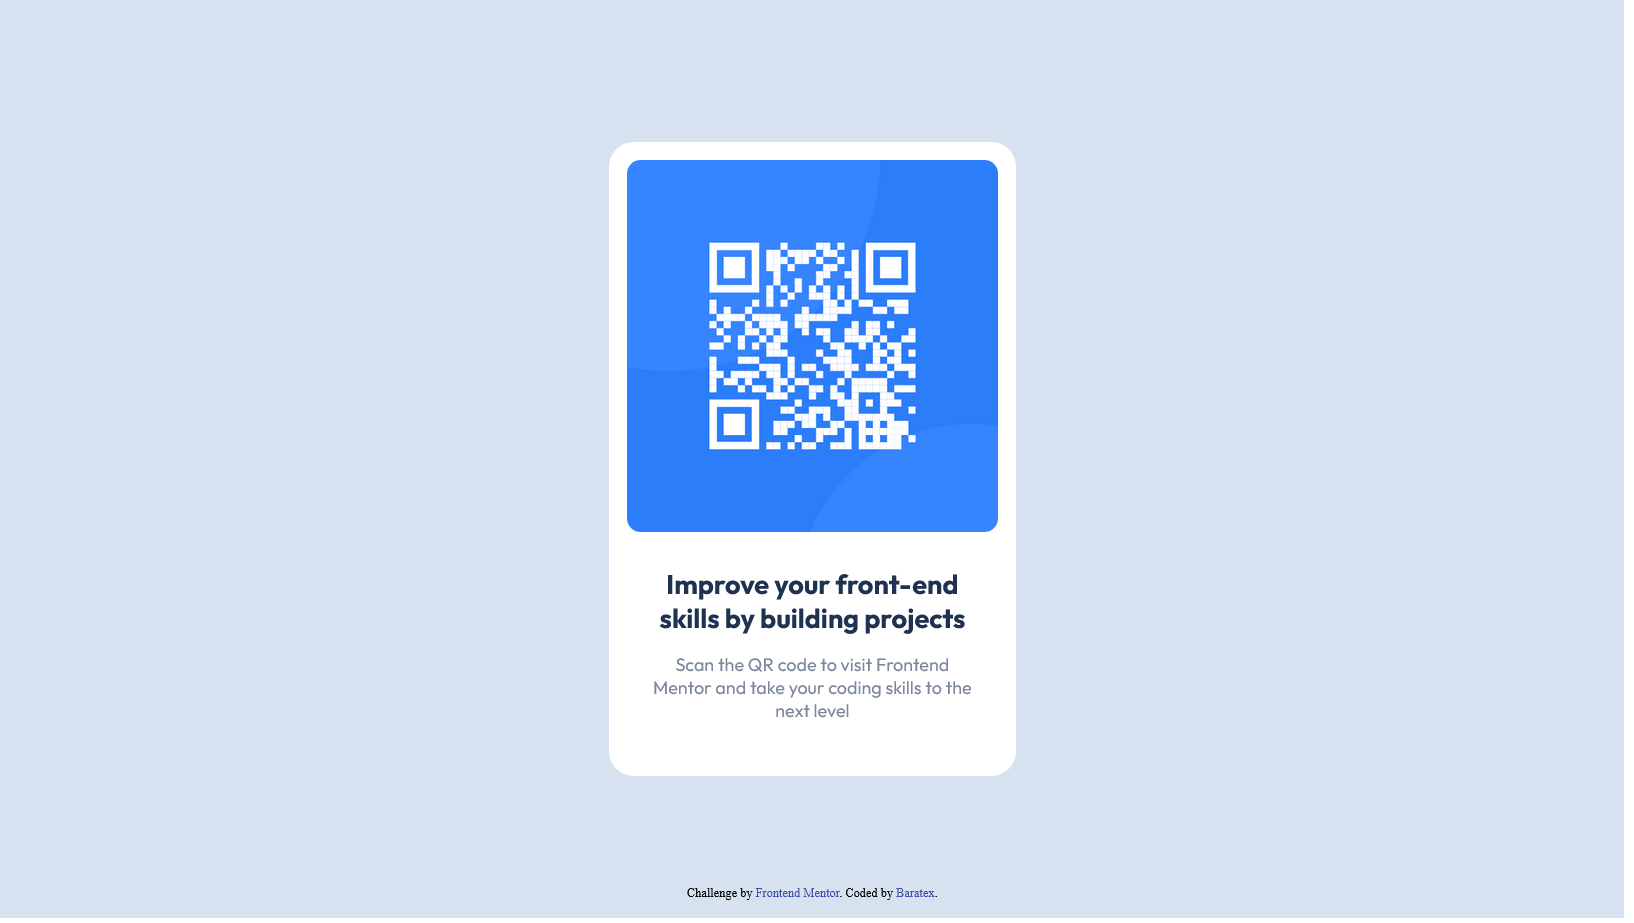 Improve your front-end
skills by building projects
Scan the QR code to visit Frontend
Mentor and take your coding skills to the
next level
Challenge by Frontend Mentor. Coded by Baratex.